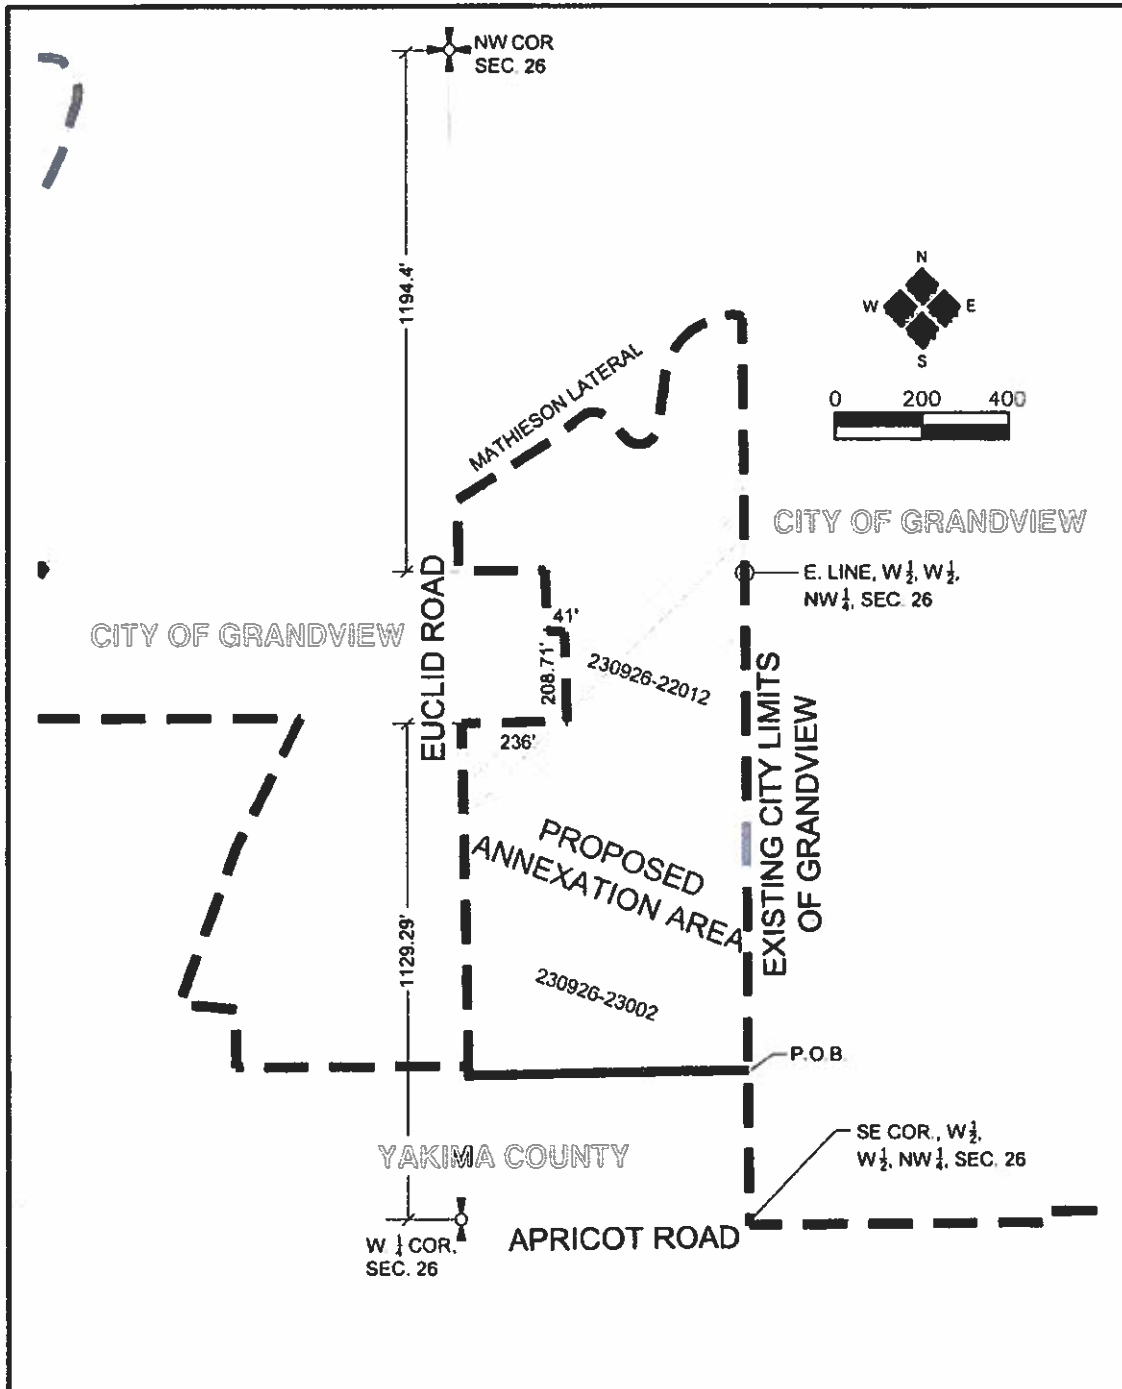 NW COR
SEC. 26
1194.4'
N
W
E
S
0 200 400
MATHIESON LATERAL
CITY OF GRANDVIEW
E. LINE, W½, W½,
NW¼, SEC. 26
41'
CITY OF GRANDVIEW
EUCLID ROAD
208.71'
230926-22012
236'
EXISTING CITY LIMITS
OF GRANDVIEW
PROPOSED
ANNEXATION AREA
1129.29'
230926-23002
P.O.B.
SE COR., W½,
W½, NW¼, SEC. 26
YAKIMA COUNTY
APRICOT ROAD
W. ¼ COR,
SEC. 26